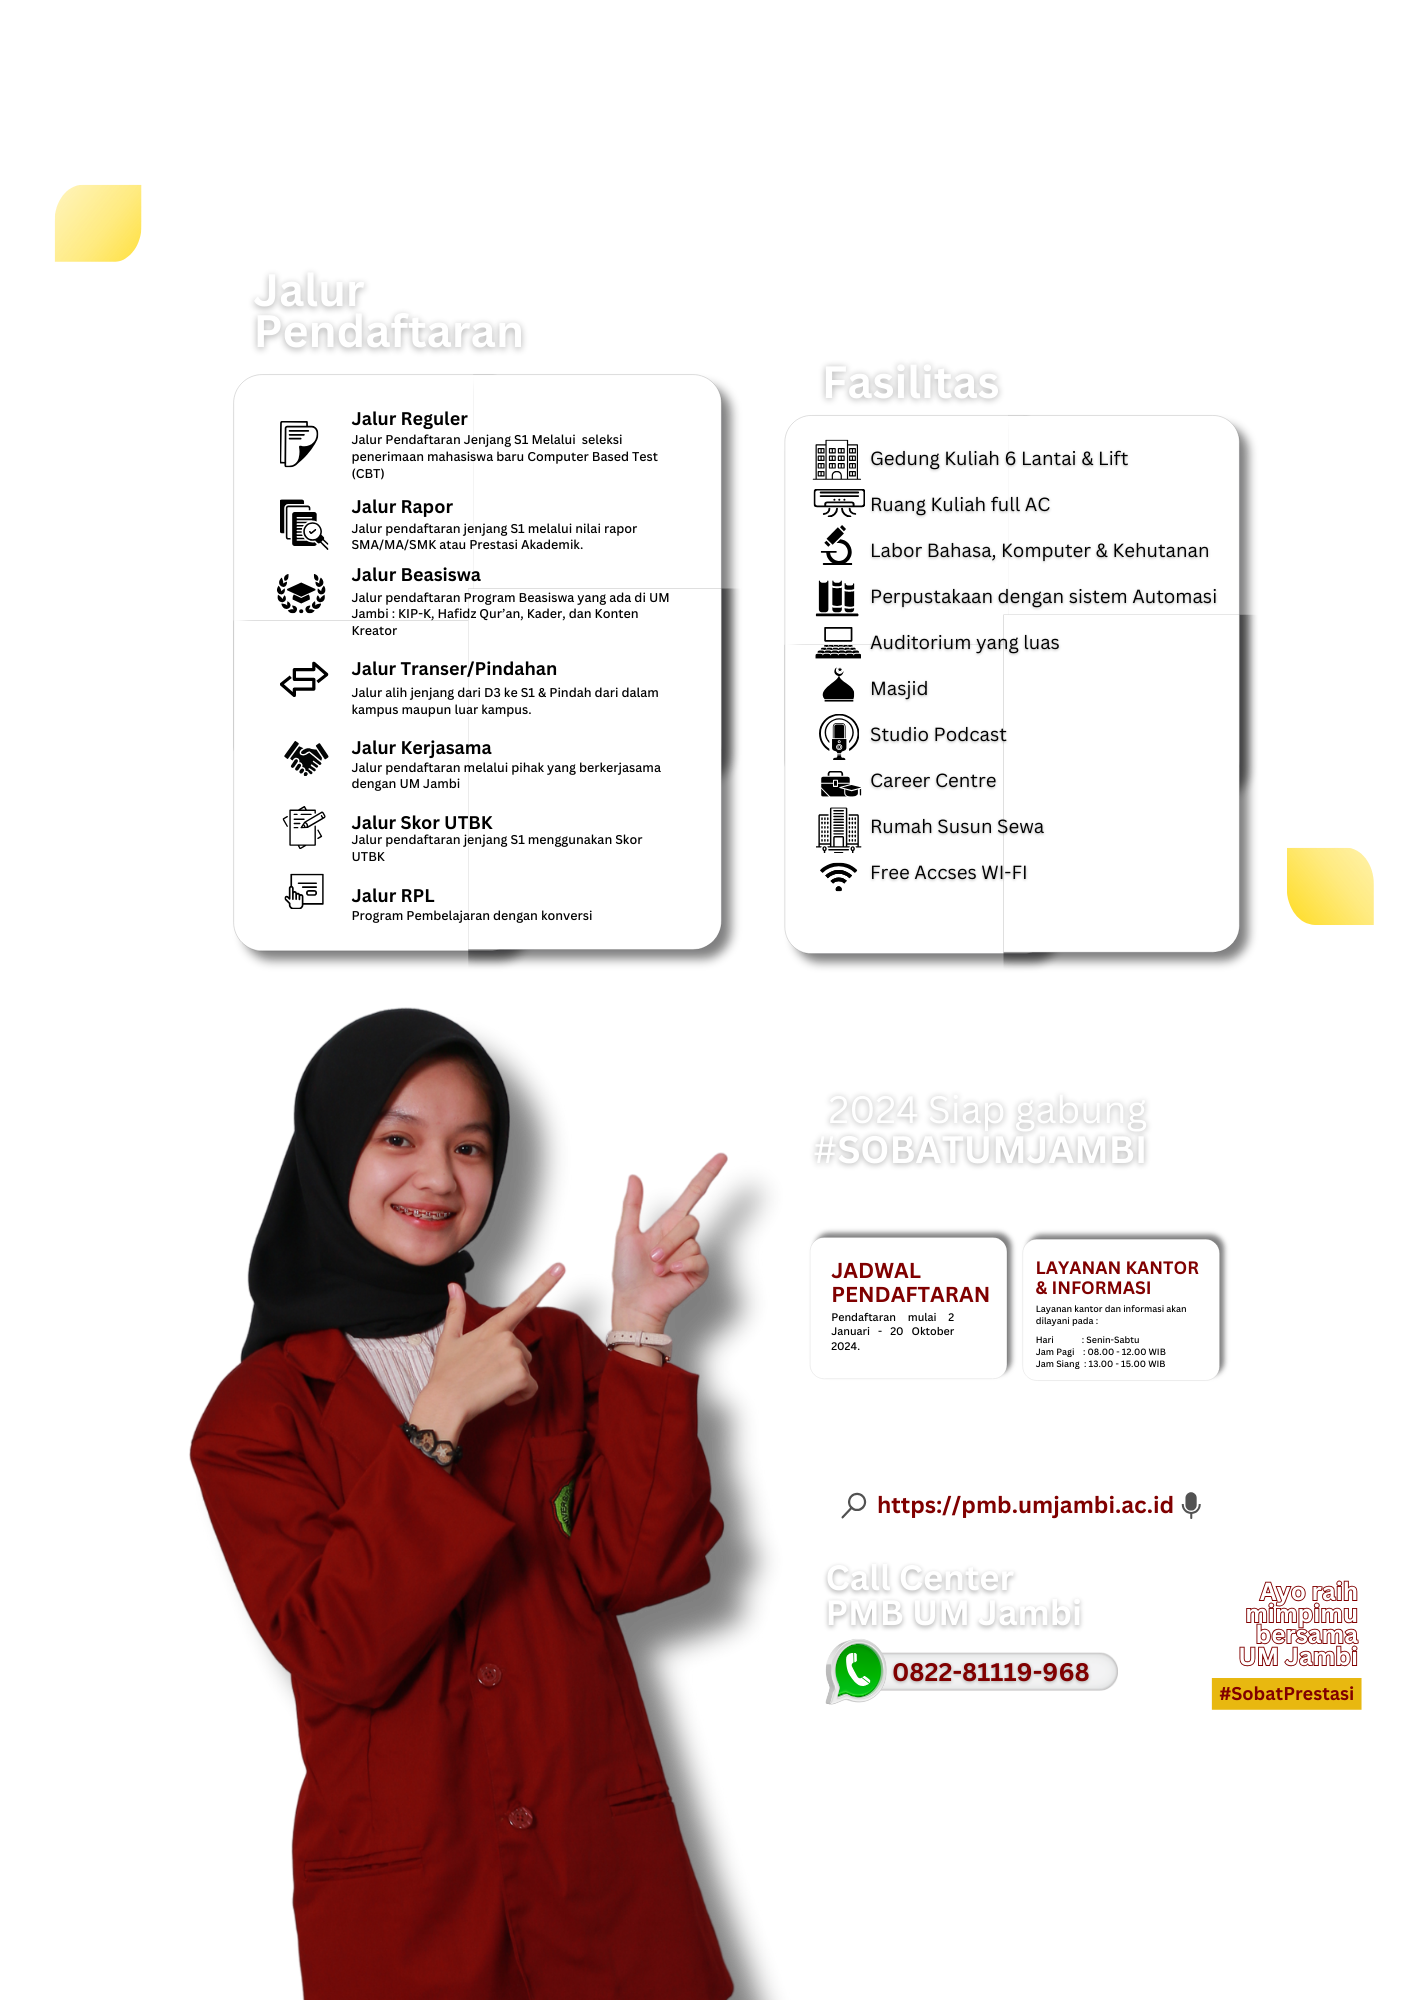 Jalur
Pendaftaran
Jalur Reguler
Jalur Pendaftaran Jenjang S1 Melalui seleksi
penerimaan mahasiswa baru Computer Based Test
(CBT)
Jalur Rapor
Jalur pendaftaran jenjang S1 melalui nilai rapor
SMA/MA/SMK atau Prestasi Akademik.
Jalur Beasiswa
Jalur pendaftaran Program Beasiswa yang ada di UM
Jambi : KIP-K, Hafidz Qur'an, Kader, dan Konten
Kreator
Jalur Transer/Pindahan
Jalur alih jenjang dari D3 ke S1 & Pindah dari dalam
kampus maupun luar kampus.
Jalur Kerjasama
Jalur pendaftaran melalui pihak yang berkerjasama
dengan UM Jambi
Jalur Skor UTBK
Jalur pendaftaran jenjang S1 menggunakan Skor
UTBK
Jalur RPL
Program Pembelajaran dengan konversi
Fasilitas
Gedung Kuliah 6 Lantai & Lift
Ruang Kuliah full AC
Labor Bahasa, Komputer & Kehutanan
Perpustakaan dengan sistem Automasi
Auditorium yang luas
Masjid
Studio Podcast
Career Centre
Rumah Susun Sewa
Free Accses WI-FI
2024 Siap gabung
#SOBATUMJAMBI
JADWAL
PENDAFTARAN
Pendaftaran mulai 2
Januari - 20 Oktober
2024.
LAYANAN KANTOR
& INFORMASI
Layanan kantor dan informasi akan
dilayani pada :
Hari : Senin-Sabtu
Jam Pagi : 08.00 - 12.00 WIB
Jam Siang : 13.00 - 15.00 WIB
https://pmb.umjambi.ac.id
Call Center
PMB UM Jambi
0822-81119-968
Ayo raih
mimpimu
bersama
UM Jambi
#SobatPrestasi